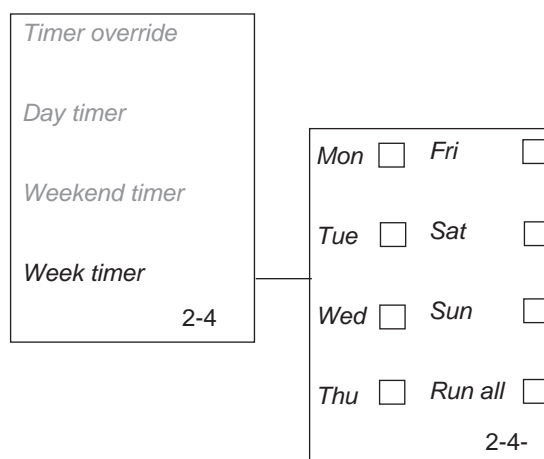 Timer override
Day timer
Weekend timer
Week timer
2-4
Mon Fri
Tue Sat
Wed Sun
Thu Run all
2-4-